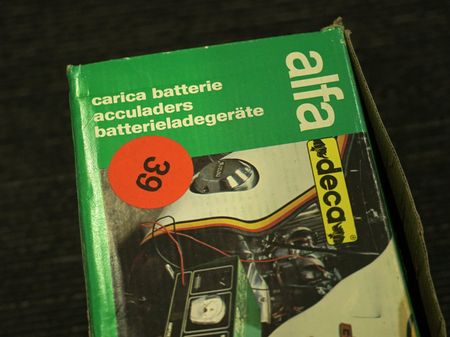 carica batterie
acculaders
batterieladegeräte
alfa
39
deca®